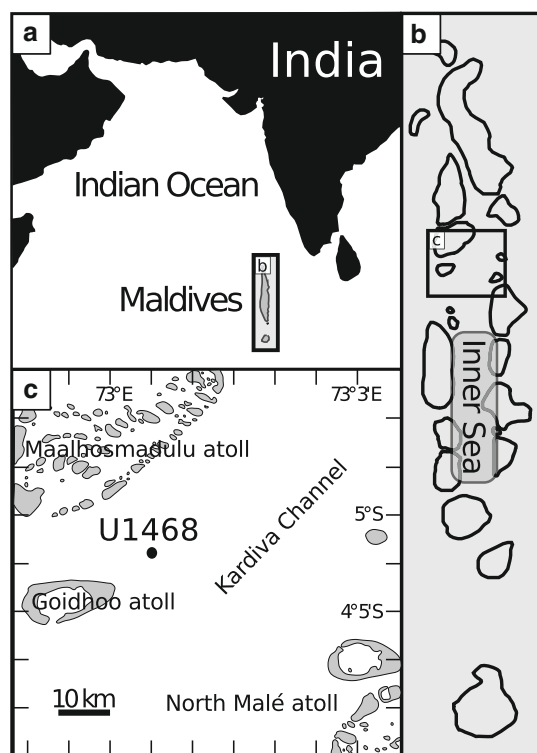 a
India
Indian Ocean
Maldives
b
b
c
Inner Sea
c
73°E
73°3'E
Maalhosmadulu atoll
Kardiva Channel
U1468
5°S
Goidhoo atoll
4°5'S
10 km
North Malé atoll